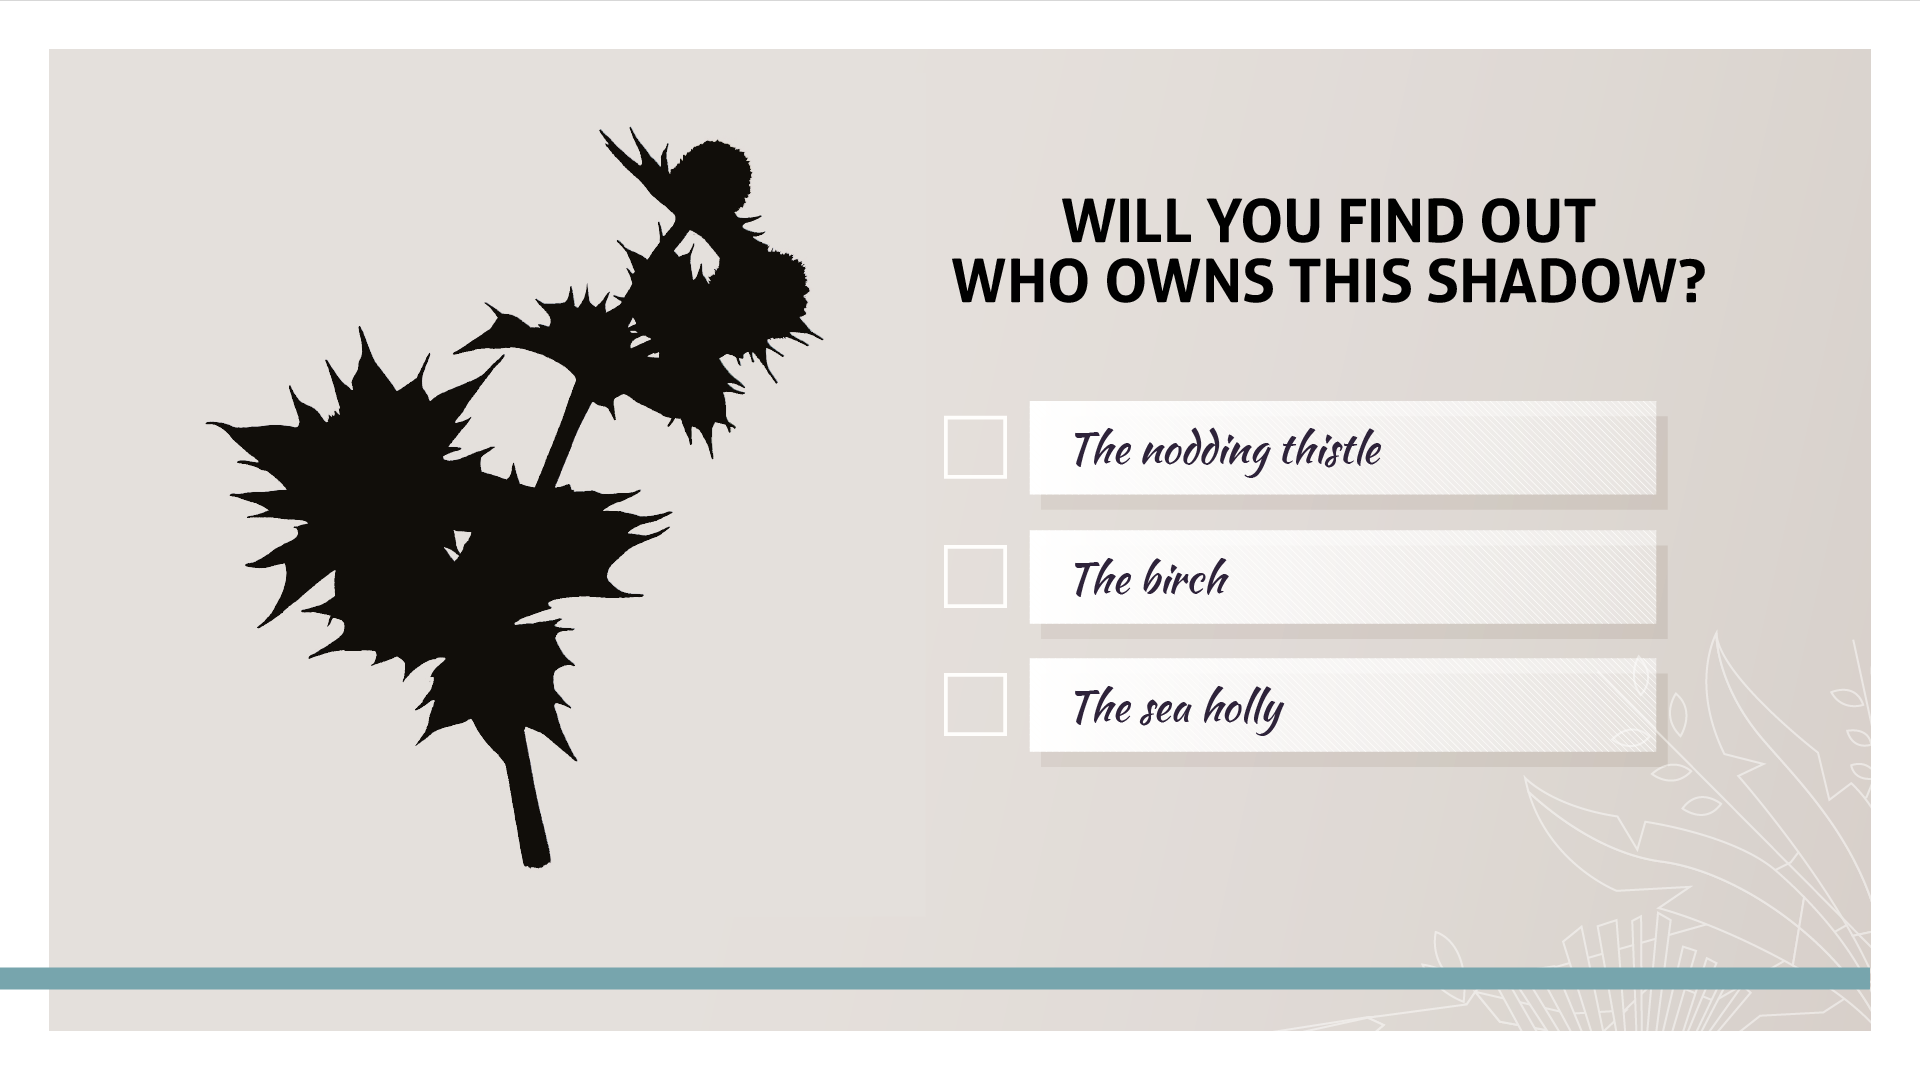 WILL YOU FIND OUT
WHO OWNS THIS SHADOW?
The nodding thistle
The birch
The sea holly